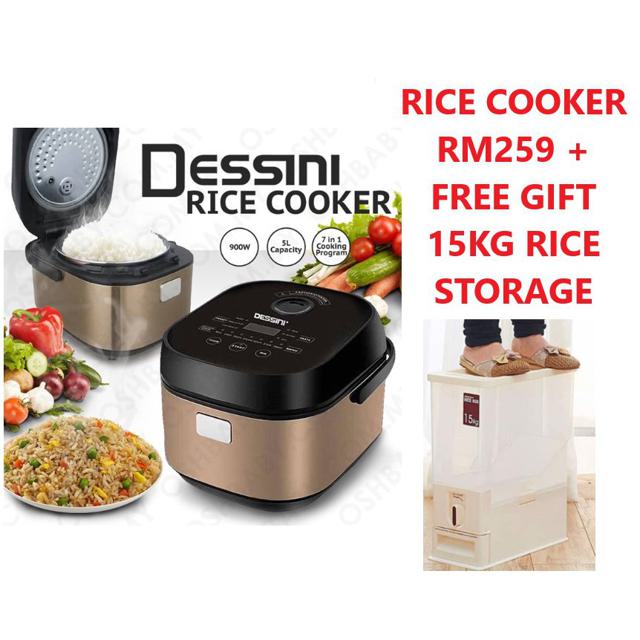 DESSINI
RICE COOKER
900W
5L
Capacity
7 in 1
Cooking
Program
DESSINI
START
RICE COOKER
RM259 +
FREE GIFT
15KG RICE
STORAGE
15kg